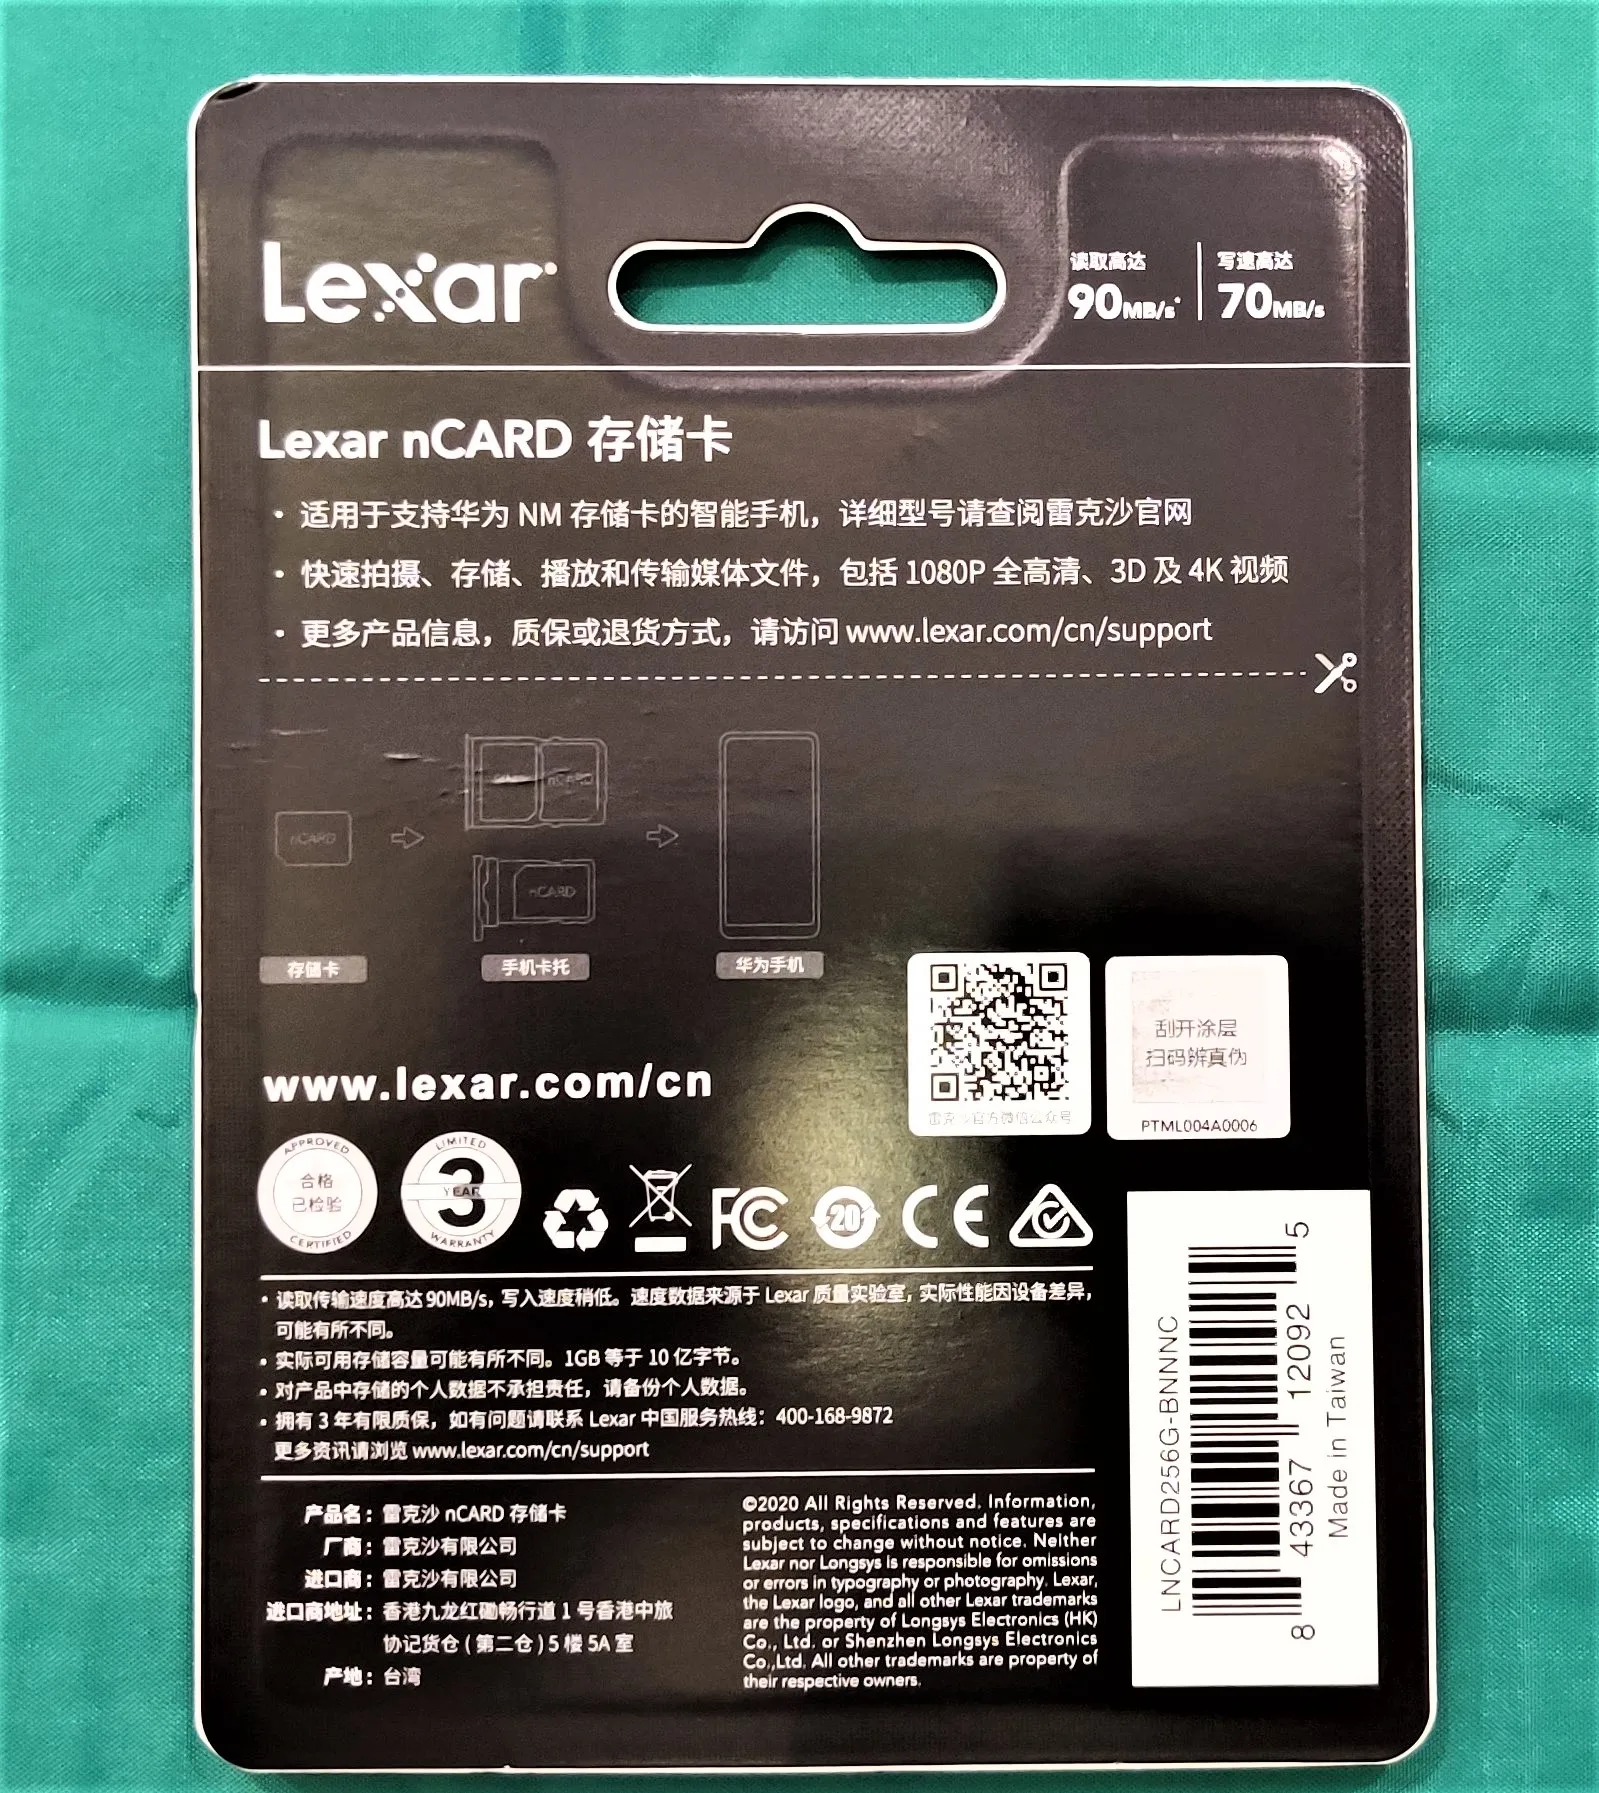 Lexar
读取高达
90MB/s*
写速高达
70MB/s
Lexar nCARD 存储卡
• 适用于支持华为 NM 存储卡的智能手机，详细型号请查阅雷克沙官网
• 快速拍摄、存储、播放和传输媒体文件，包括 1080P 全高清、3D 及 4K 视频
• 更多产品信息，质保或退货方式，请访问 www.lexar.com/cn/support
nCARD
nCARD
nCARD
存储卡
手机卡托
华为手机
雷克沙官方微信公众号
刮开涂层
扫码辨真伪
PTML004A0006
www.lexar.com/cn
APPROVED
合格
已检验
CERTIFIED
LIMITED
3
YEAR
WARRANTY
FC
20
CE
• 读取传输速度高达 90MB/s，写入速度稍低。速度数据来源于 Lexar 质量实验室，实际性能因设备差异，
可能有所不同。
• 实际可用存储容量可能有所不同。1GB 等于 10 亿字节。
• 对产品中存储的个人数据不承担责任，请备份个人数据。
• 拥有 3 年有限质保，如有问题请联系 Lexar 中国服务热线：400-168-9872
更多资讯请浏览 www.lexar.com/cn/support
产品名：雷克沙 nCARD 存储卡
厂商：雷克沙有限公司
进口商：雷克沙有限公司
进口商地址：香港九龙红磡畅行道 1 号香港中旅
协记货仓 ( 第二仓 ) 5 楼 5A 室
产地：台湾
©2020 All Rights Reserved. Information,
products, specifications and features are
subject to change without notice. Neither
Lexar nor Longsys is responsible for omissions
or errors in typography or photography. Lexar,
the Lexar logo, and all other Lexar trademarks
are the property of Longsys Electronics (HK)
Co., Ltd. or Shenzhen Longsys Electronics
Co.,Ltd. All other trademarks are property of
their respective owners.
LNCARD256G-BNNNC
8 43367 12092 5
Made in Taiwan